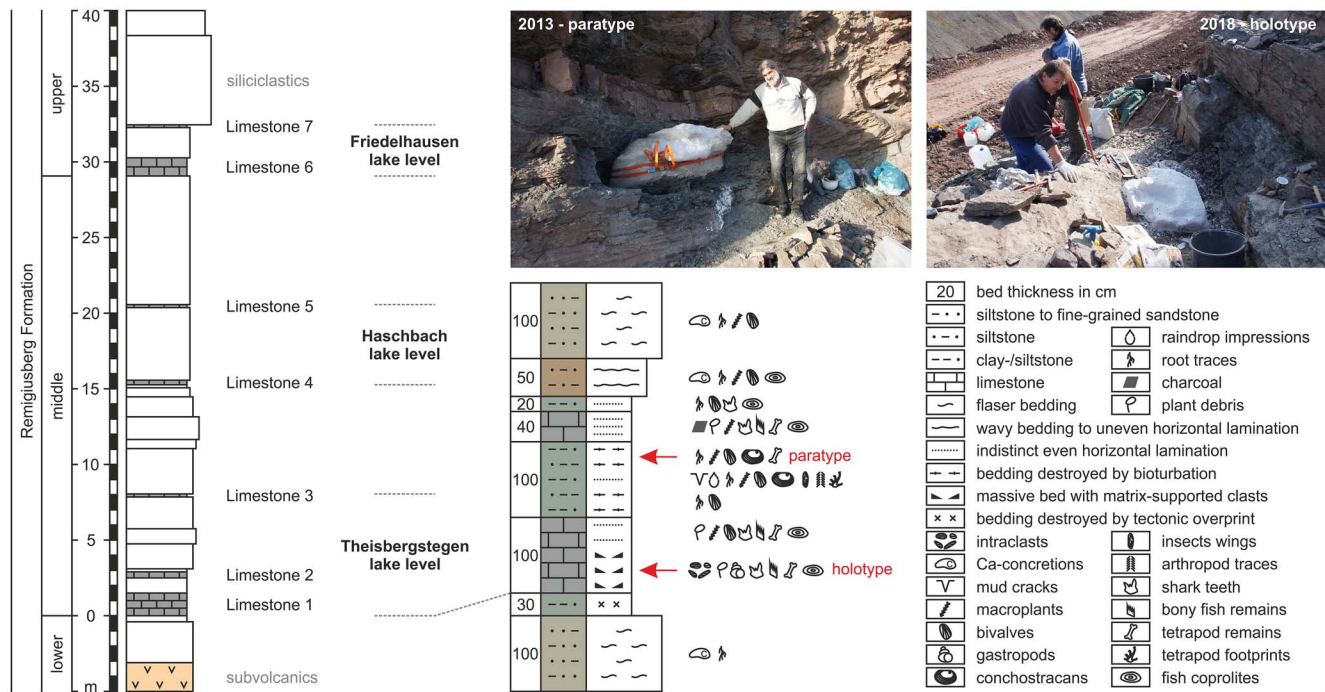 Remigiusberg Formation
upper
middle
lower
40
35
30
25
20
15
10
5
0
m
siliciclastics
Limestone 7
Limestone 6
Limestone 5
Limestone 4
Limestone 3
Limestone 2
Limestone 1
subvolcanics
Friedelhausen
lake level
Haschbach
lake level
Theisbergstegen
lake level
2013 - paratype
2018 - holotype
100
50
20
40
100
100
30
100
paratype
holotype
20 bed thickness in cm
siltstone to fine-grained sandstone
siltstone
clay-/siltstone
limestone
flaser bedding
raindrop impressions
root traces
charcoal
plant debris
wavy bedding to uneven horizontal lamination
indistinct even horizontal lamination
bedding destroyed by bioturbation
massive bed with matrix-supported clasts
bedding destroyed by tectonic overprint
intraclasts
Ca-concretions
mud cracks
macroplants
bivalves
gastropods
conchostracans
insects wings
arthropod traces
shark teeth
bony fish remains
tetrapod remains
tetrapod footprints
fish coprolites